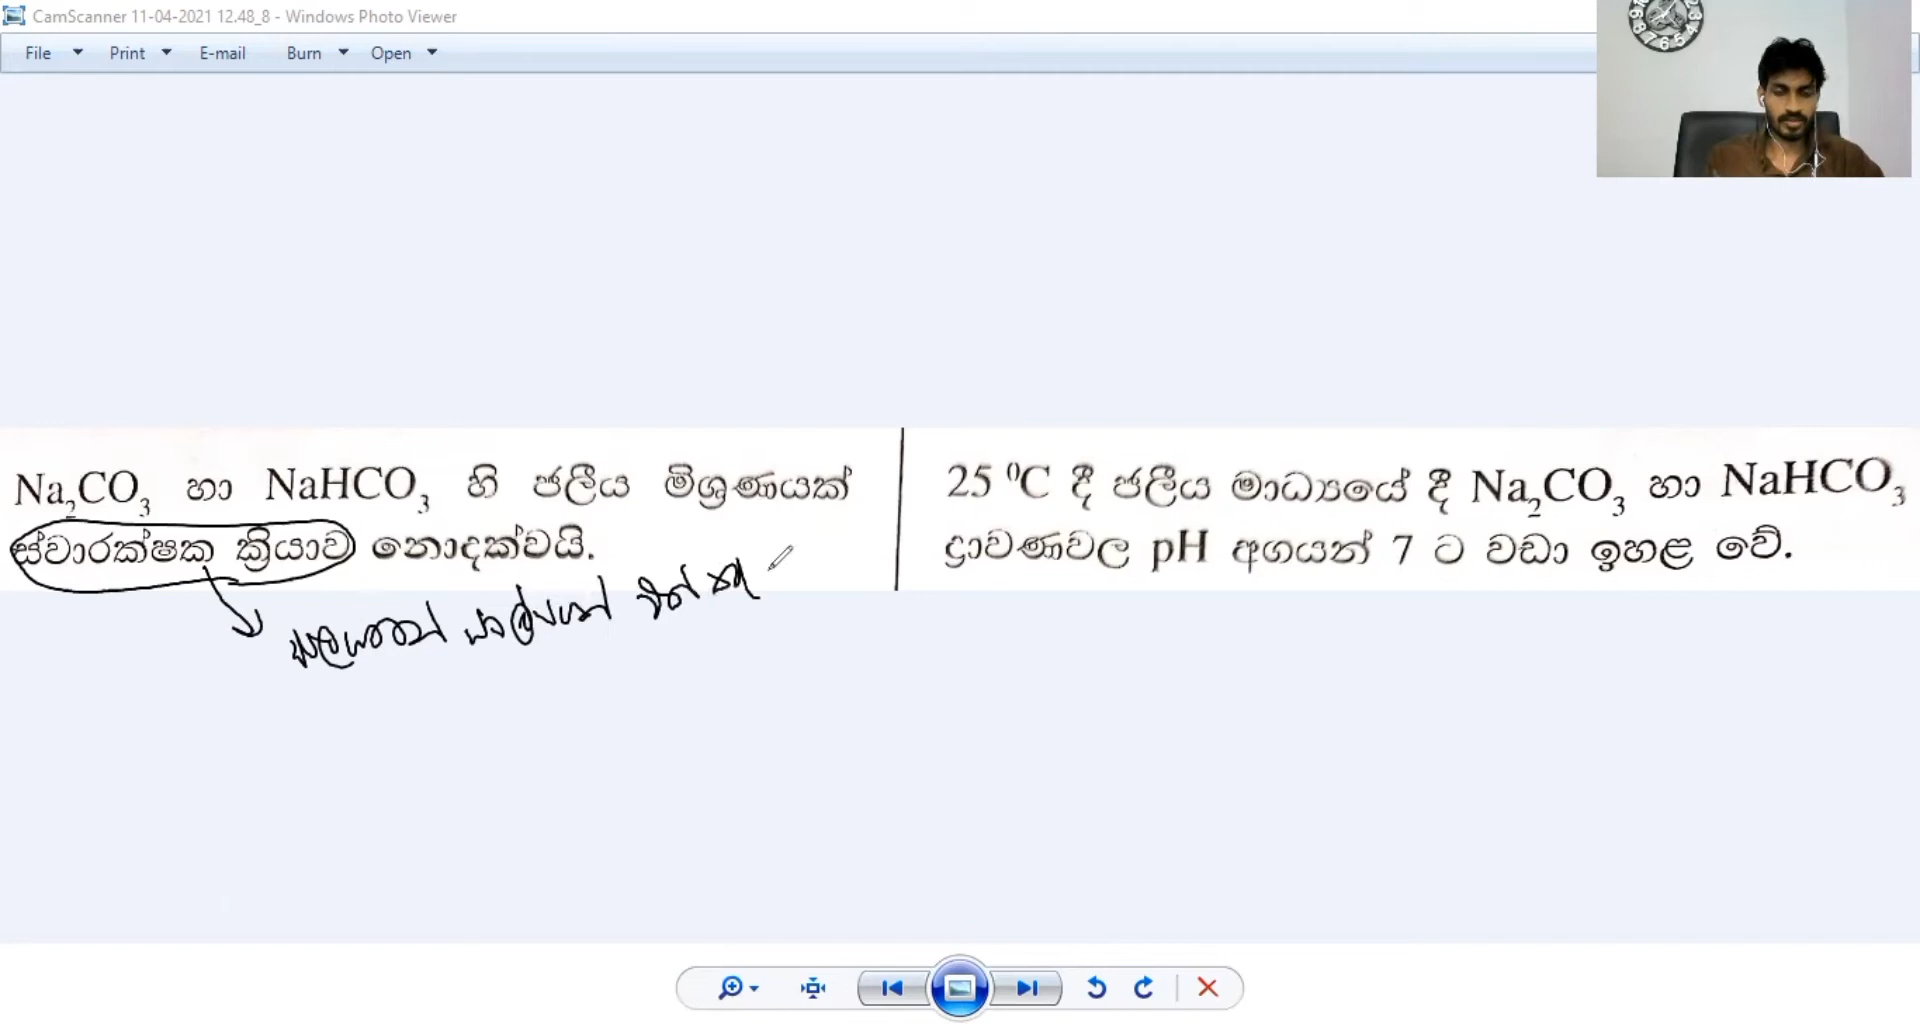 CamScanner 11-04-2021 12.48_8 - Windows Photo Viewer
File Print E-mail Burn Open
Na₂CO₃ හා NaHCO₃ හි ජලීය මිශ්‍රණයක්
ස්වාරක්ෂක ක්‍රියාව නොදක්වයි.
25 ⁰C දී ජලීය මාධ්‍යයේ දී Na₂CO₃ හා NaHCO₃
ද්‍රාවණවල pH අගයන් 7 ට වඩා ඉහළ වේ.